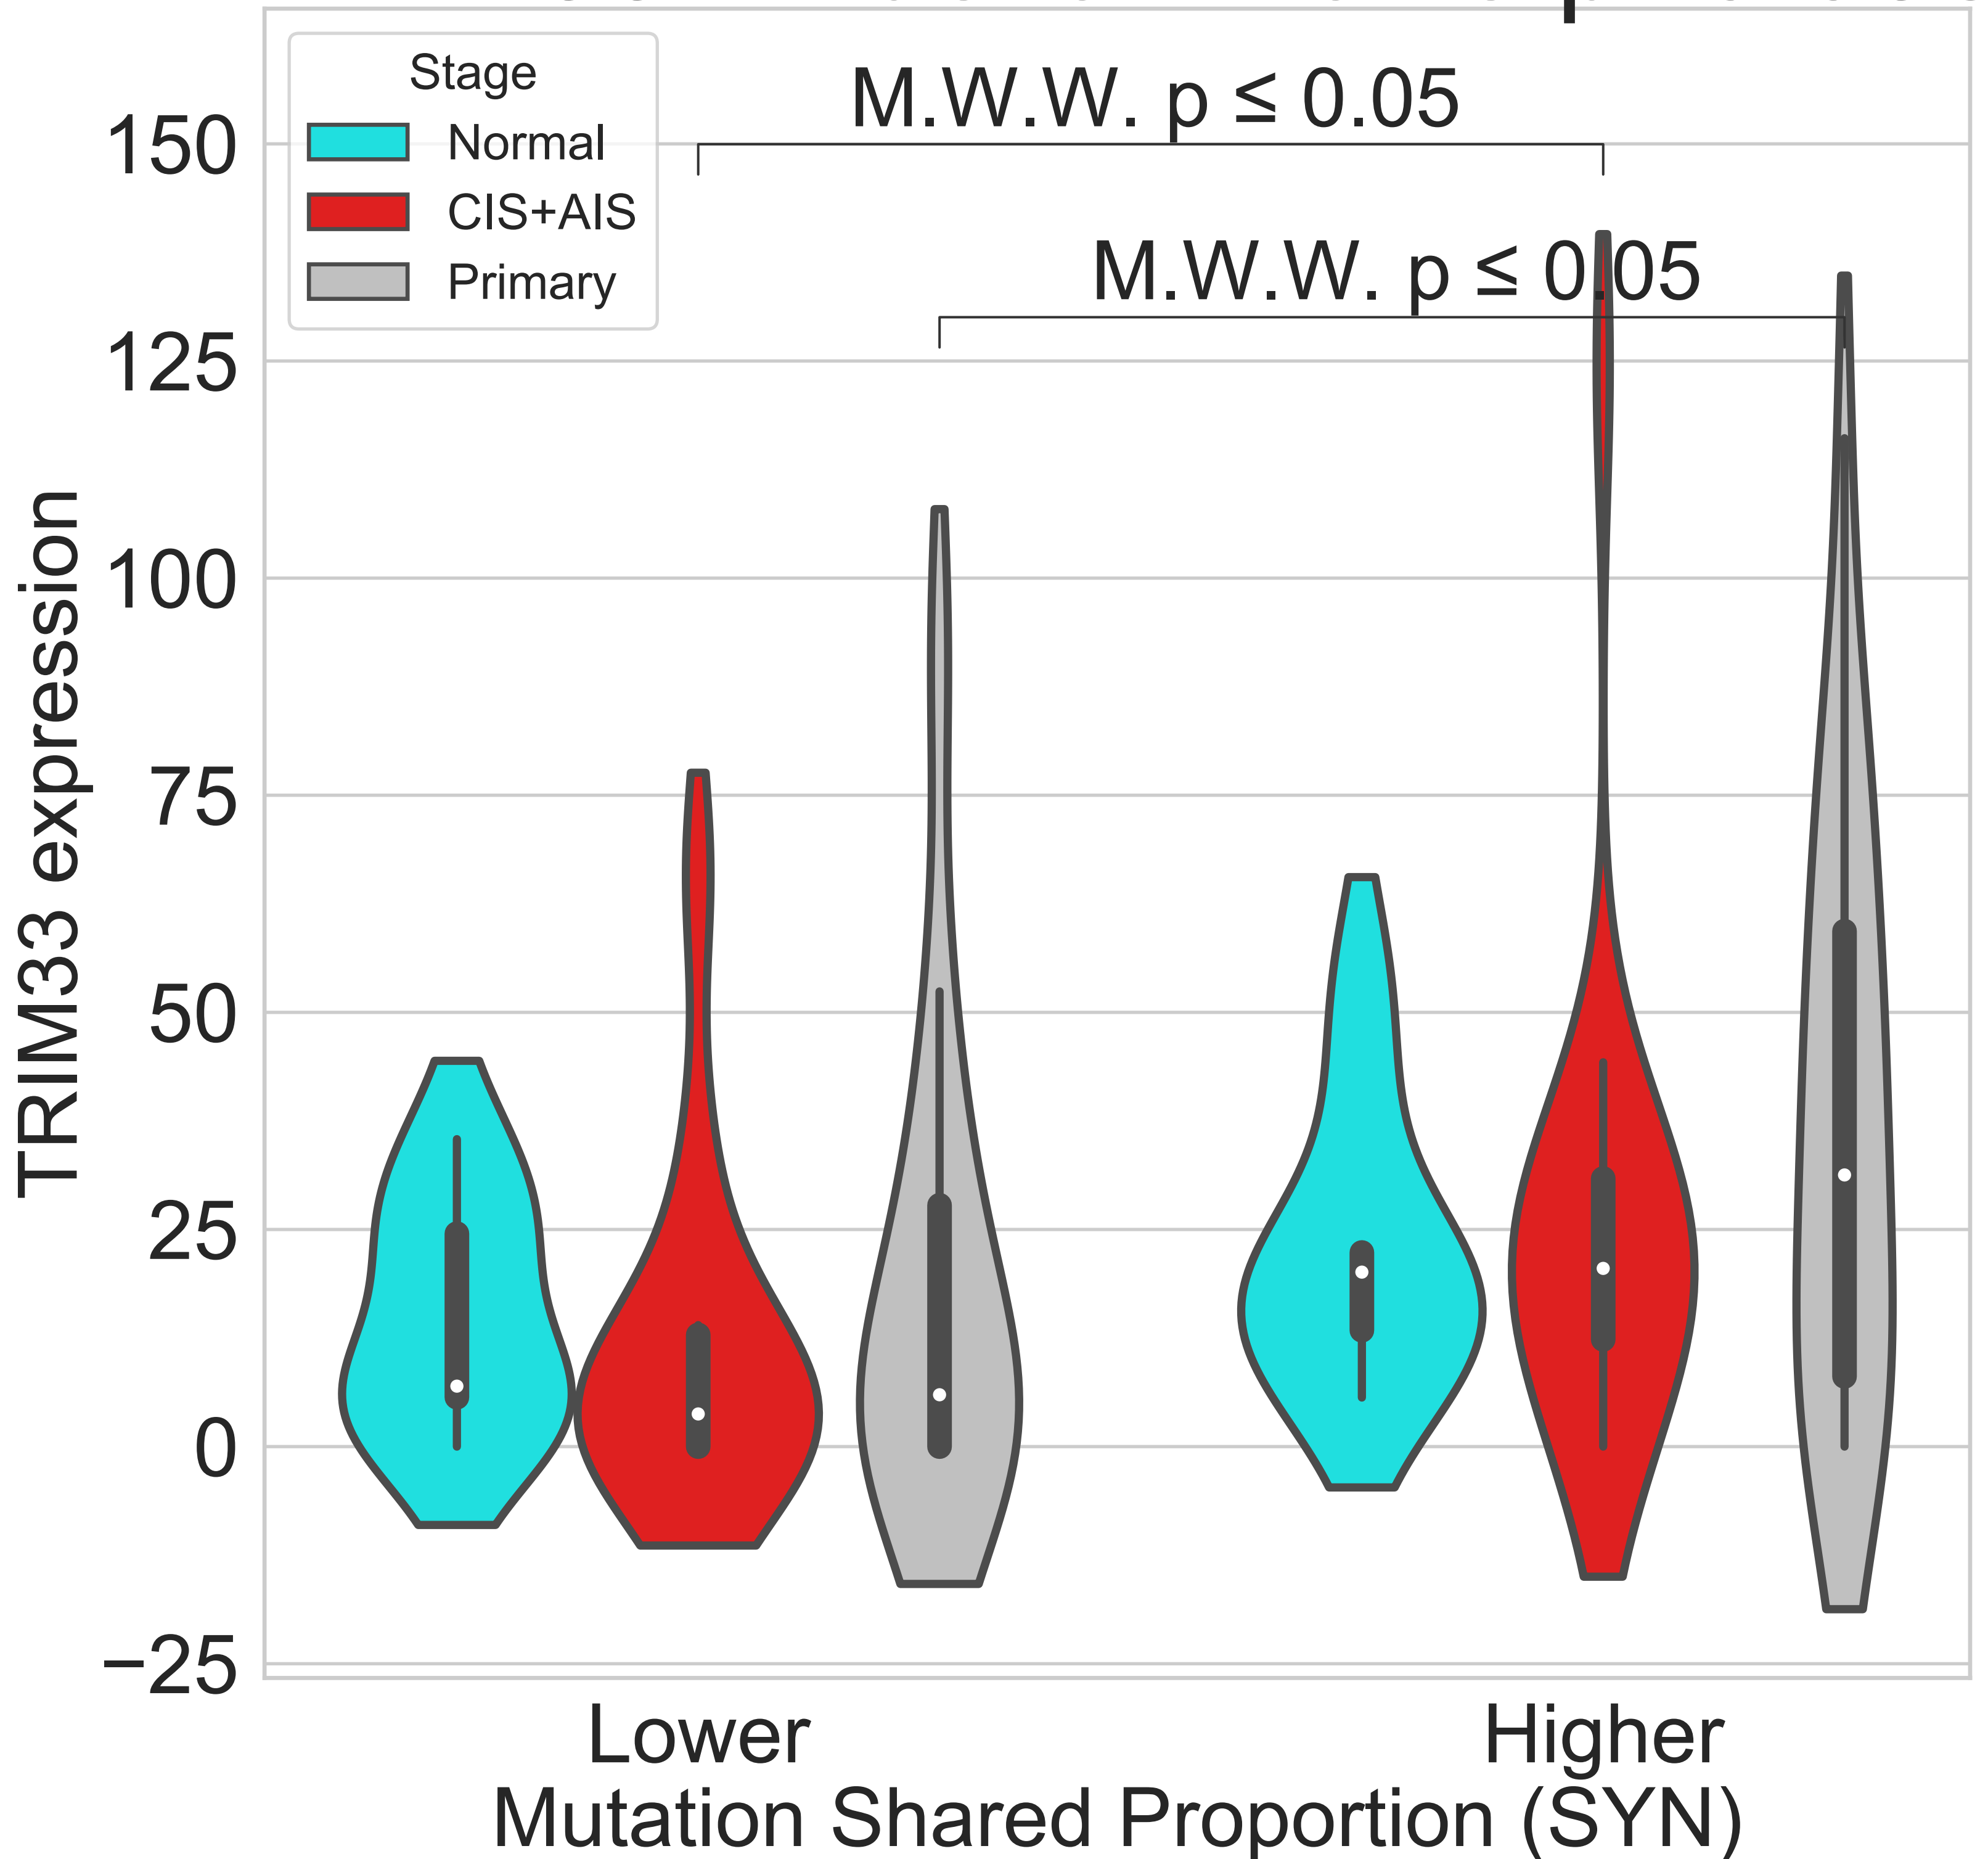 Stage
Normal
CIS+AIS
Primary
M.W.W. p ≤ 0.05
M.W.W. p ≤ 0.05
150
125
100
75
50
25
0
−25
TRIM33 expression
Lower
Higher
Mutation Shared Proportion (SYN)